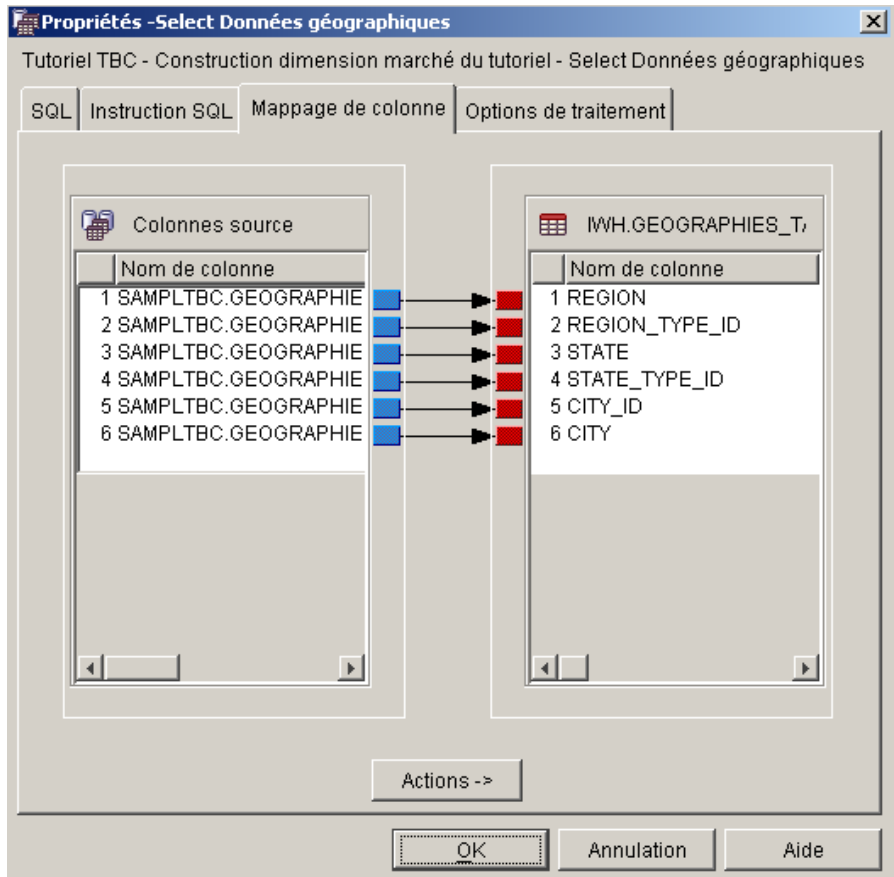 Propriétés -Select Données géographiques
Tutoriel TBC - Construction dimension marché du tutoriel - Select Données géographiques
SQL Instruction SQL Mappage de colonne Options de traitement
Colonnes source
Nom de colonne
1 SAMPLTBC.GEOGRAPHIE
2 SAMPLTBC.GEOGRAPHIE
3 SAMPLTBC.GEOGRAPHIE
4 SAMPLTBC.GEOGRAPHIE
5 SAMPLTBC.GEOGRAPHIE
6 SAMPLTBC.GEOGRAPHIE
IWH.GEOGRAPHIES_T
Nom de colonne
1 REGION
2 REGION_TYPE_ID
3 STATE
4 STATE_TYPE_ID
5 CITY_ID
6 CITY
Actions ->
OK Annulation Aide